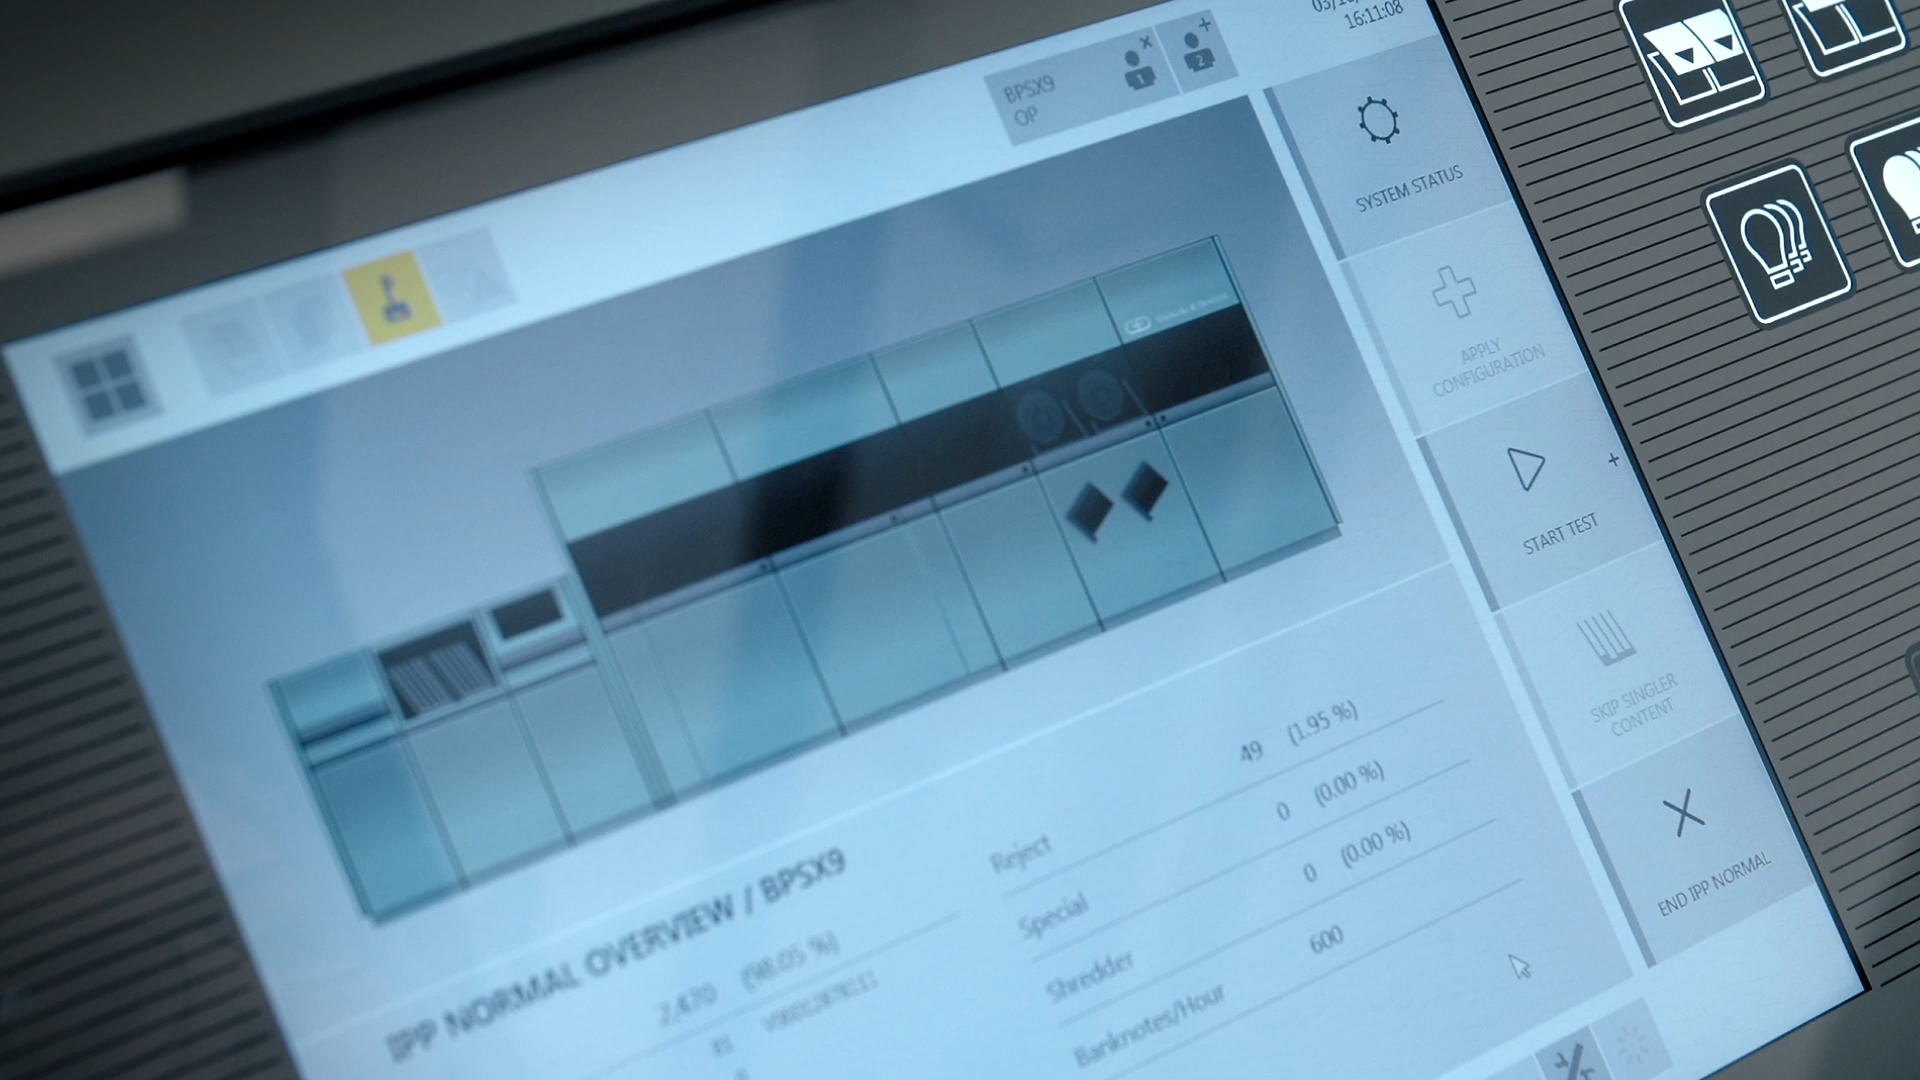 16:11:08
BPSX9
OP
1
2
SYSTEM STATUS
APPLY
CONFIGURATION
START TEST
SKIP SINGLER
CONTENT
END IPP NORMAL
IPP NORMAL OVERVIEW / BPSX9
2,470 (98.05 %)
Reject 49 (1.95 %)
Special 0 (0.00 %)
Shredder 0 (0.00 %)
Banknotes/Hour 600